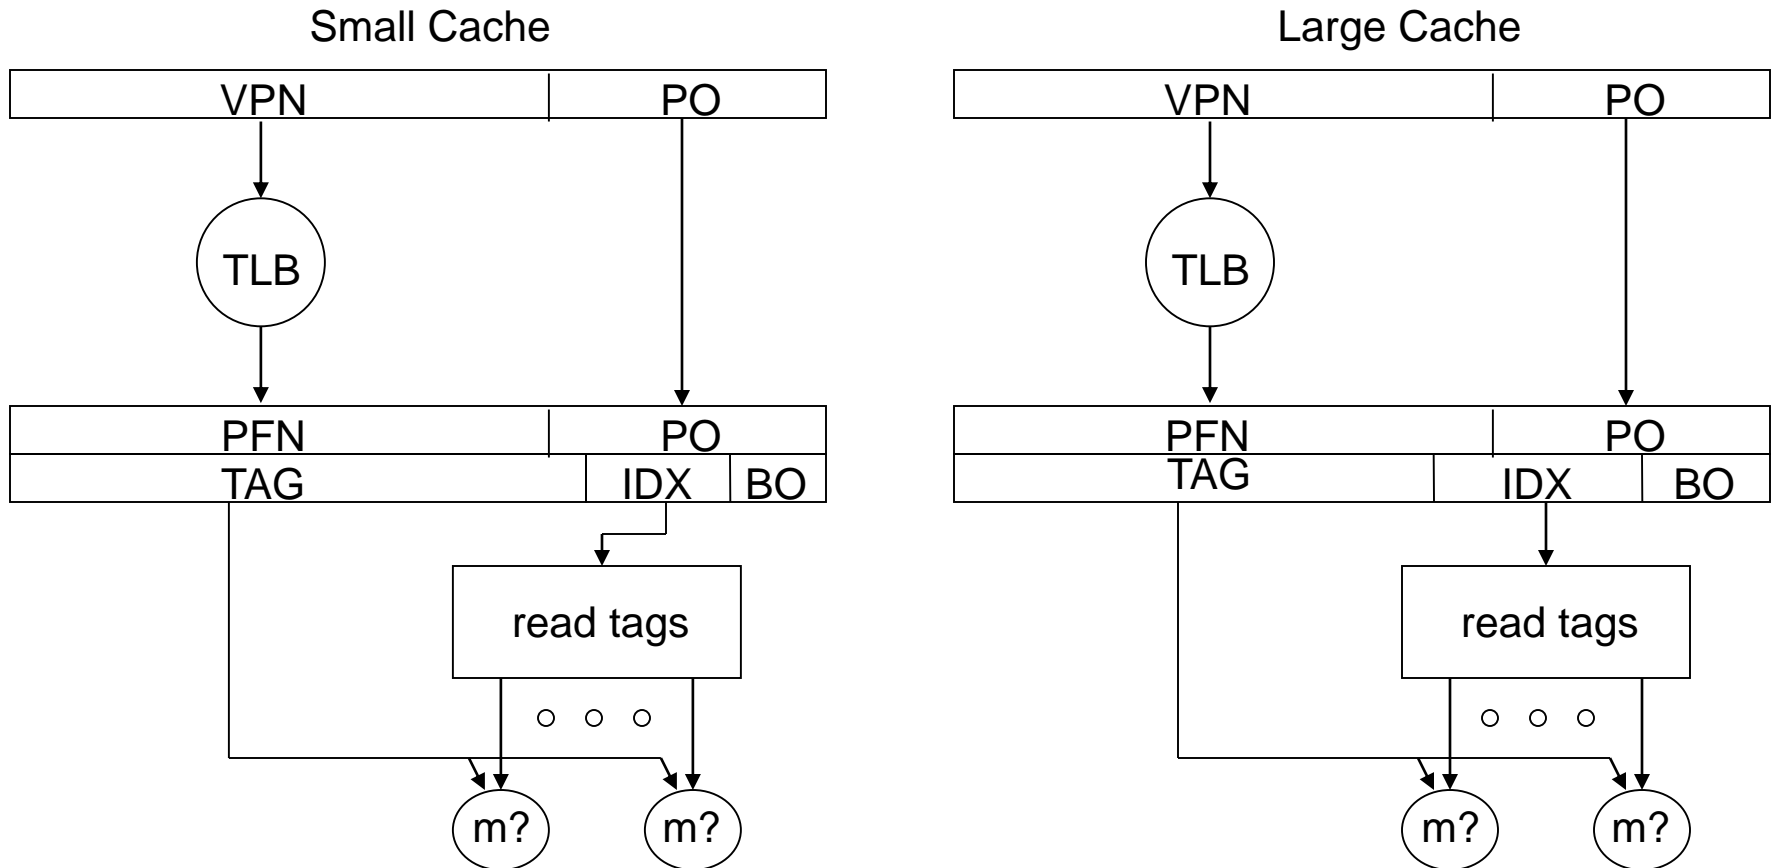 Small Cache
VPN PO
TLB
PFN PO
TAG IDX BO
read tags
m? m?
Large Cache
VPN PO
TLB
PFN PO
TAG IDX BO
read tags
m? m?